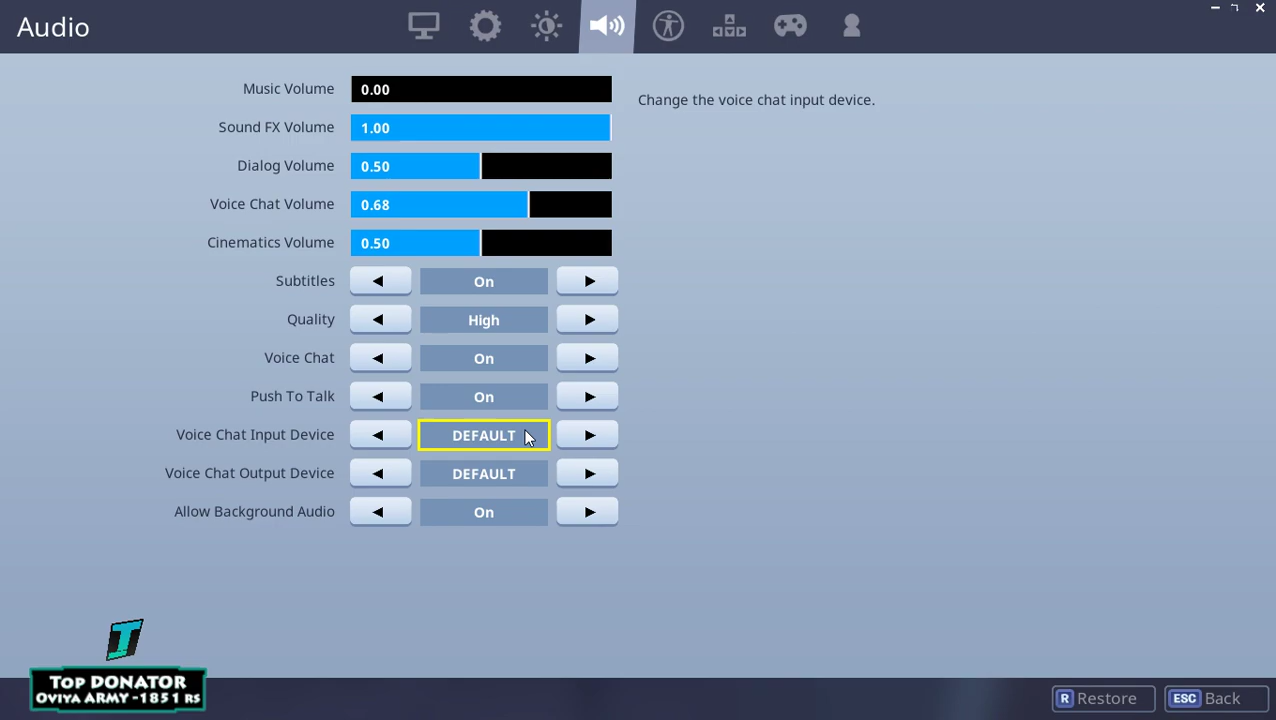 Audio
Music Volume 0.00
Change the voice chat input device.
Sound FX Volume 1.00
Dialog Volume 0.50
Voice Chat Volume 0.68
Cinematics Volume 0.50
Subtitles On
Quality High
Voice Chat On
Push To Talk On
Voice Chat Input Device DEFAULT
Voice Chat Output Device DEFAULT
Allow Background Audio On
TOP DONATOR
OVIYA ARMY -1851 RS
R Restore
ESC Back